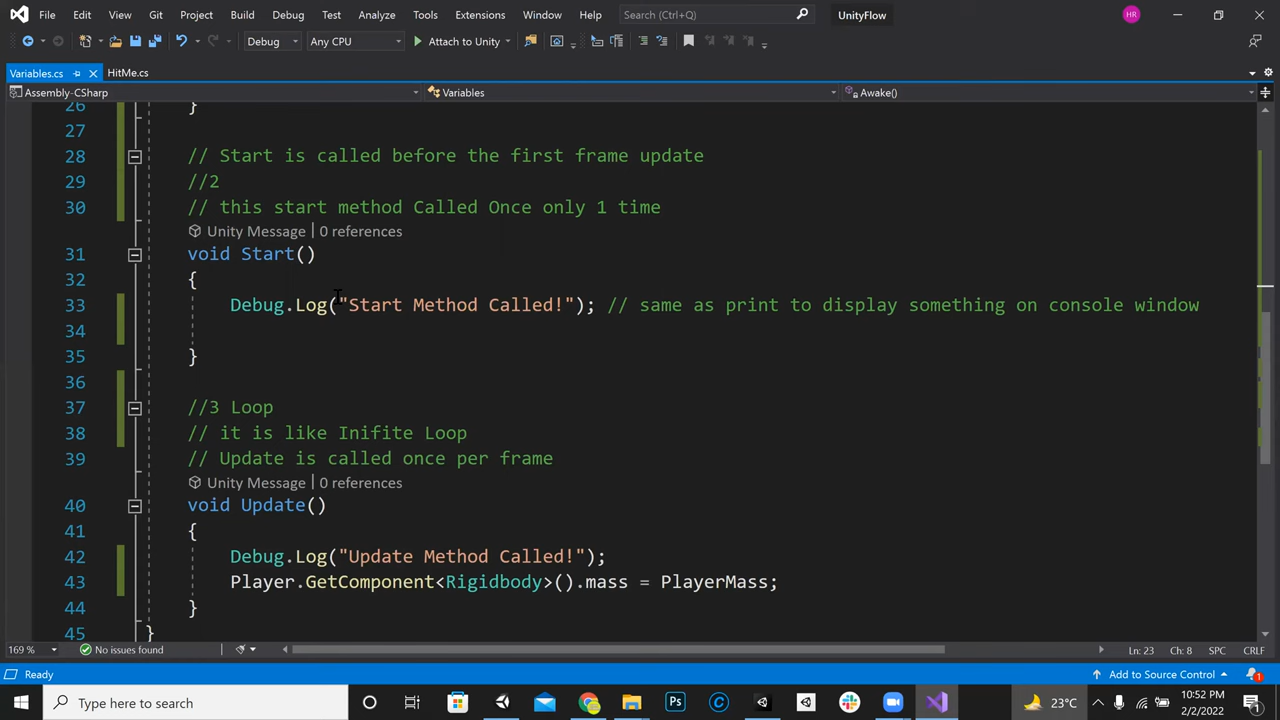 File Edit View Git Project Build Debug Test Analyze Tools Extensions Window Help Search (Ctrl+Q) UnityFlow HR
Debug Any CPU Attach to Unity
Variables.cs HitMe.cs
Assembly-CSharp Variables Awake()
26 }
27
28 // Start is called before the first frame update
29 //2
30 // this start method Called Once only 1 time
Unity Message | 0 references
31 void Start()
32 {
33 Debug.Log("Start Method Called!"); // same as print to display something on console window
34
35 }
36
37 //3 Loop
38 // it is like Inifite Loop
39 // Update is called once per frame
Unity Message | 0 references
40 void Update()
41 {
42 Debug.Log("Update Method Called!");
43 Player.GetComponent<Rigidbody>().mass = PlayerMass;
44 }
45 }
169 % No issues found Ln: 23 Ch: 8 SPC CRLF
Ready Add to Source Control 1
Type here to search Ps C 23°C 10:52 PM
2/2/2022 1